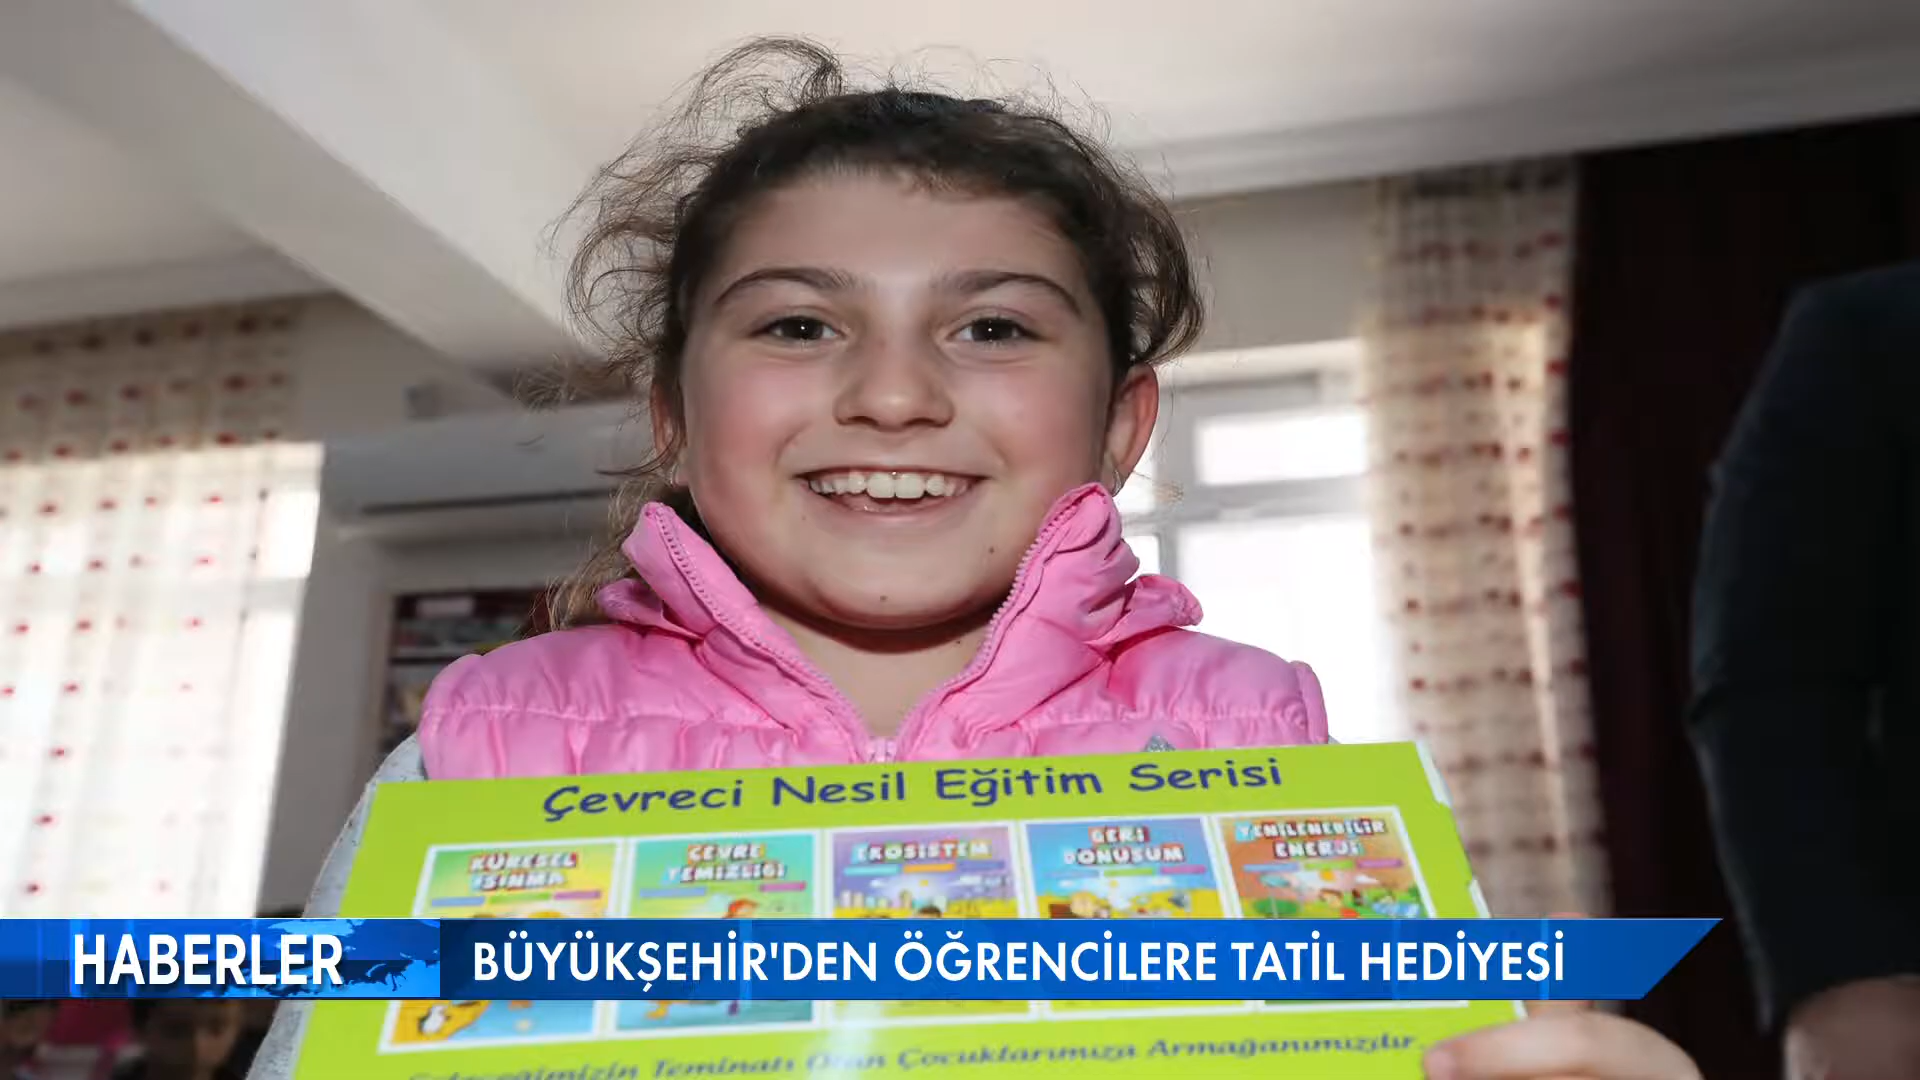 Çevreci Nesil Eğitim Serisi
KÜRESEL
ISINMA
ÇEVRE
TEMİZLİĞİ
EKOSİSTEM
GERİ
DÖNÜŞÜM
YENİLENEBİLİR
ENERJİ
HABERLER
BÜYÜKŞEHİR'DEN ÖĞRENCİLERE TATİL HEDİYESİ
Geleceğimizin Teminatı Olan Çocuklarımıza Armağanımızdır.